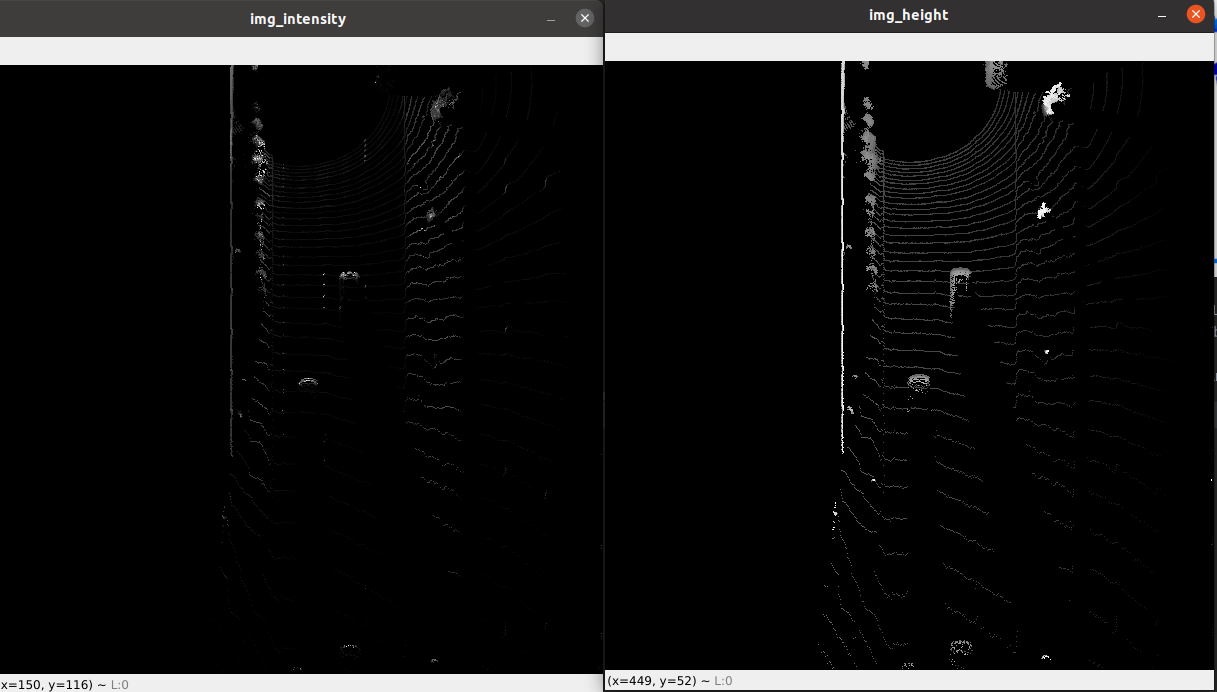 img_intensity
img_height
(x=150, y=116) ~ L:0
(x=449, y=52) ~ L:0